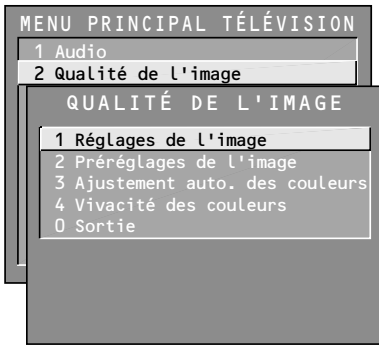 MENU PRINCIPAL TÉLÉVISION
1 Audio
2 Qualité de l'image
QUALITÉ DE L'IMAGE
1 Réglages de l'image
2 Préréglages de l'image
3 Ajustement auto. des couleurs
4 Vivacité des couleurs
0 Sortie